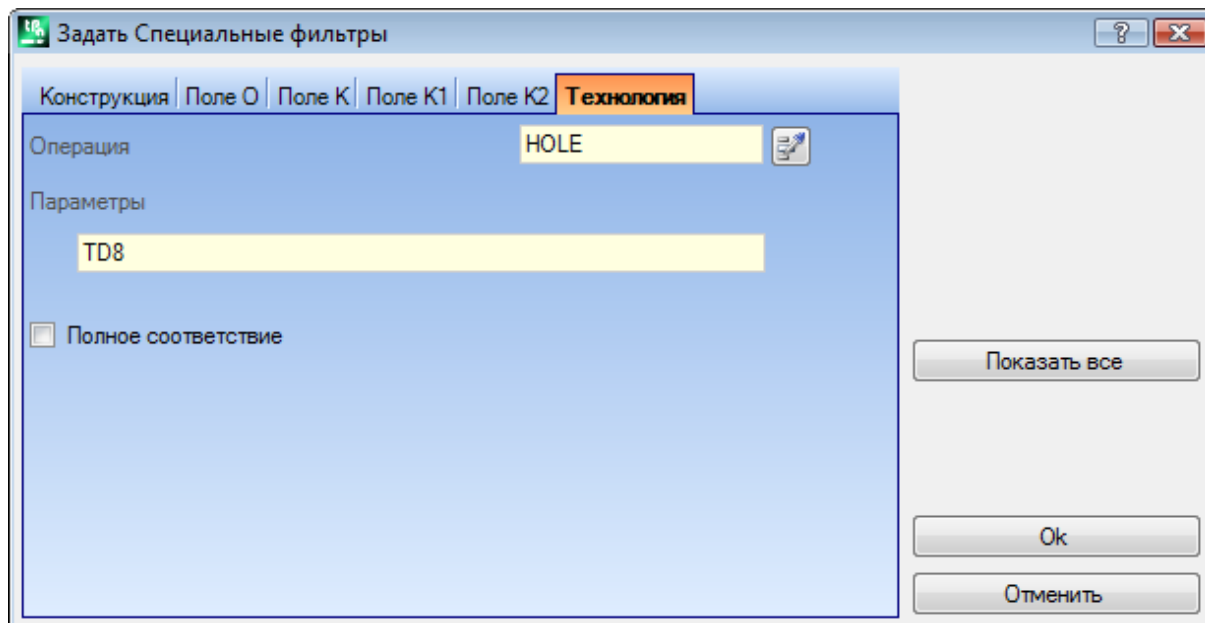 Задать Специальные фильтры
Конструкция Поле O Поле K Поле K1 Поле K2 Технология
Операция HOLE
Параметры
TD8
Полное соответствие
Показать все
Ok
Отменить